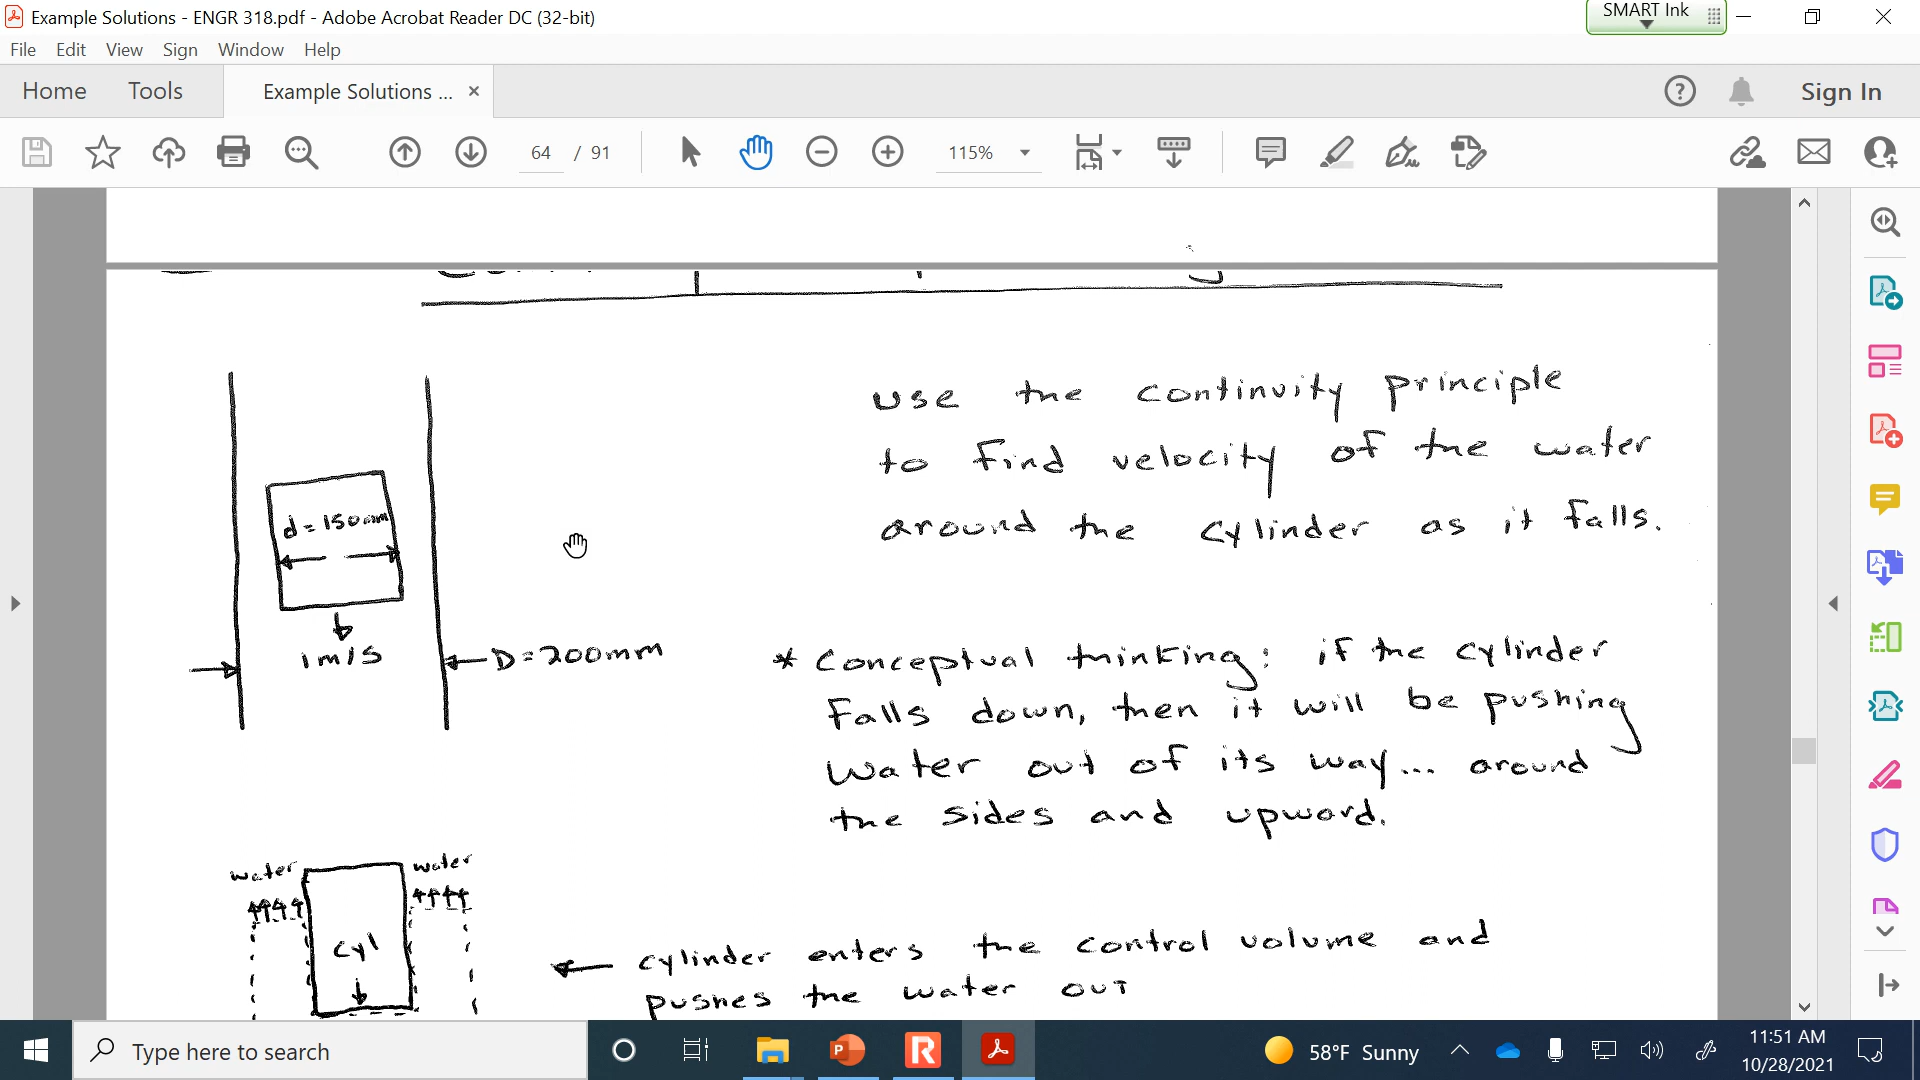 Example Solutions - ENGR 318.pdf - Adobe Acrobat Reader DC (32-bit)
SMART Ink
File Edit View Sign Window Help
Home Tools Example Solutions ... × Sign In
64 / 91 115%
use the continuity principle
to find velocity of the water
around the cylinder as it falls.
d = 150mm
1 m/s
D = 200mm
* Conceptual thinking: if the cylinder
falls down, then it will be pushing
water out of its way... around
the sides and upward.
water water
cyl
cylinder enters the control volume and
pushes the water out
Type here to search
58°F Sunny
11:51 AM
10/28/2021